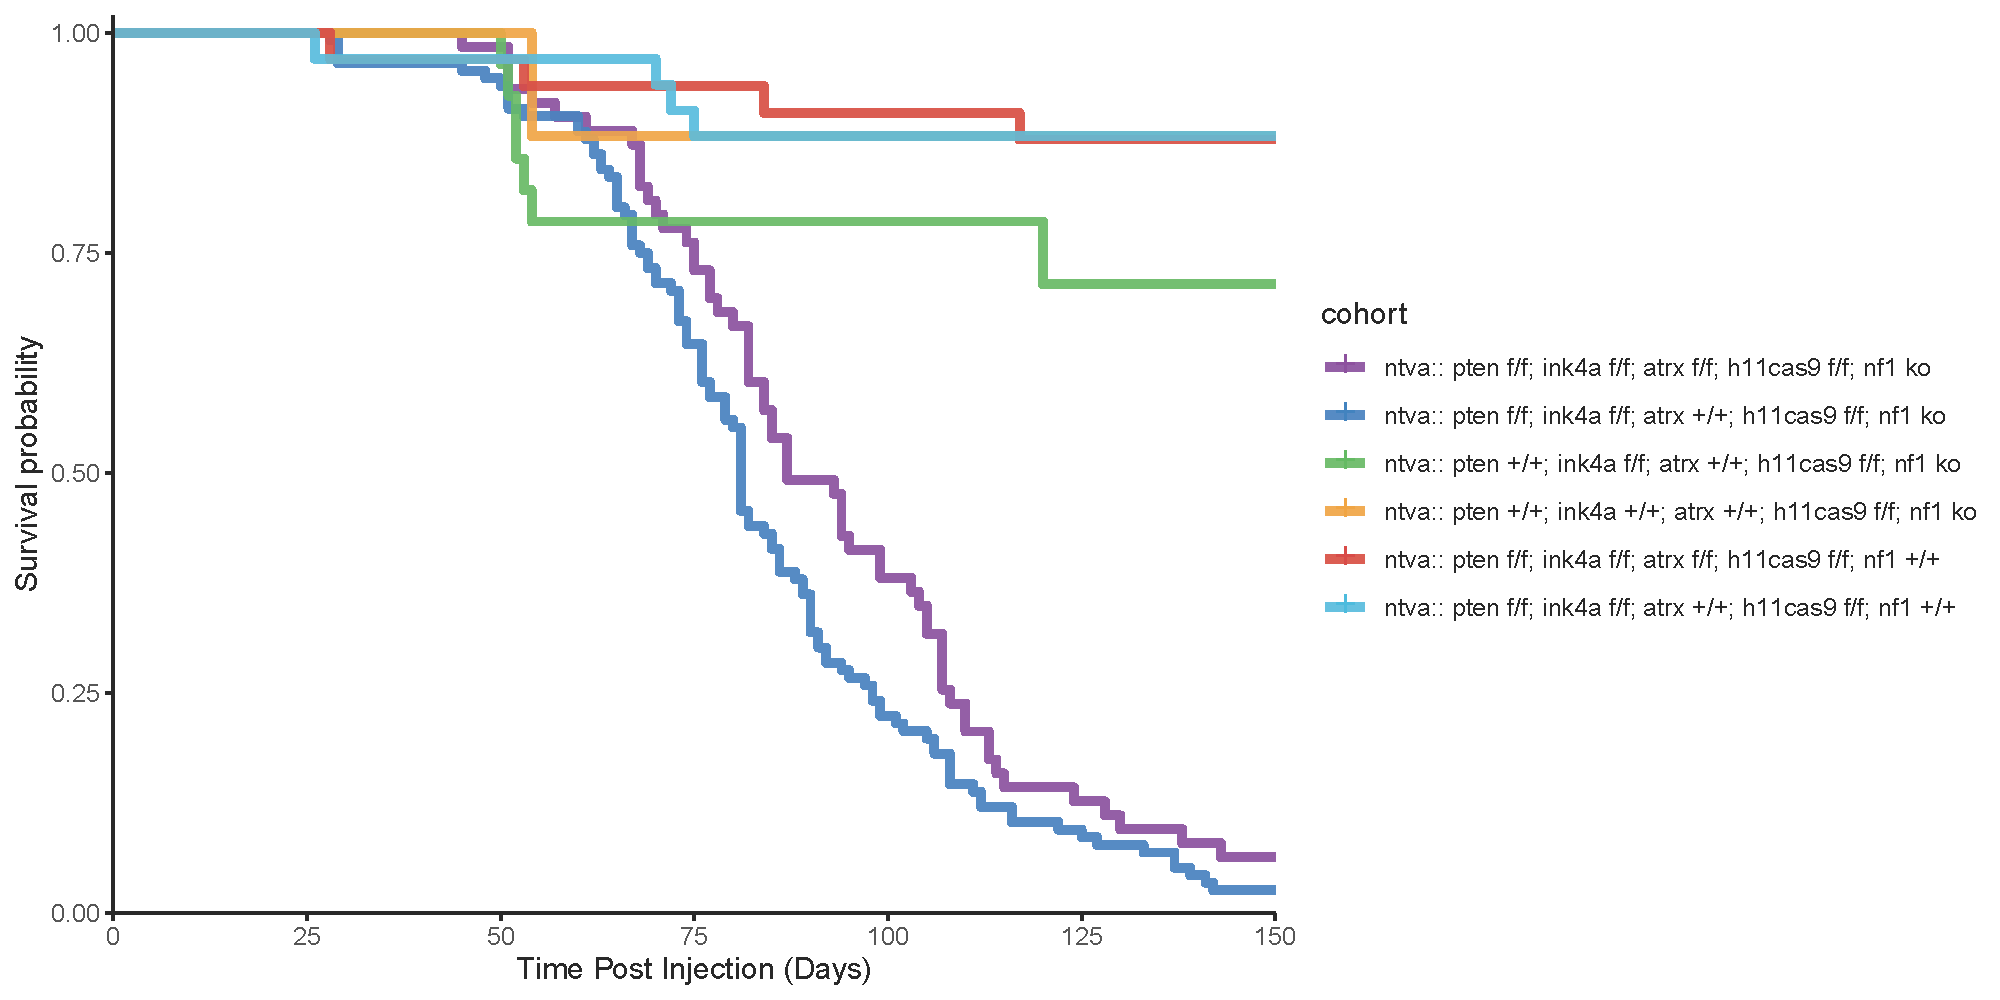 Survival probability
1.00
0.75
0.50
0.25
0.00
0
25
50
75
100
125
150
Time Post Injection (Days)
cohort
ntva:: pten f/f; ink4a f/f; atrx f/f; h11cas9 f/f; nf1 ko
ntva:: pten f/f; ink4a f/f; atrx +/+; h11cas9 f/f; nf1 ko
ntva:: pten +/+; ink4a f/f; atrx +/+; h11cas9 f/f; nf1 ko
ntva:: pten +/+; ink4a +/+; atrx +/+; h11cas9 f/f; nf1 ko
ntva:: pten f/f; ink4a f/f; atrx f/f; h11cas9 f/f; nf1 +/+
ntva:: pten f/f; ink4a f/f; atrx +/+; h11cas9 f/f; nf1 +/+